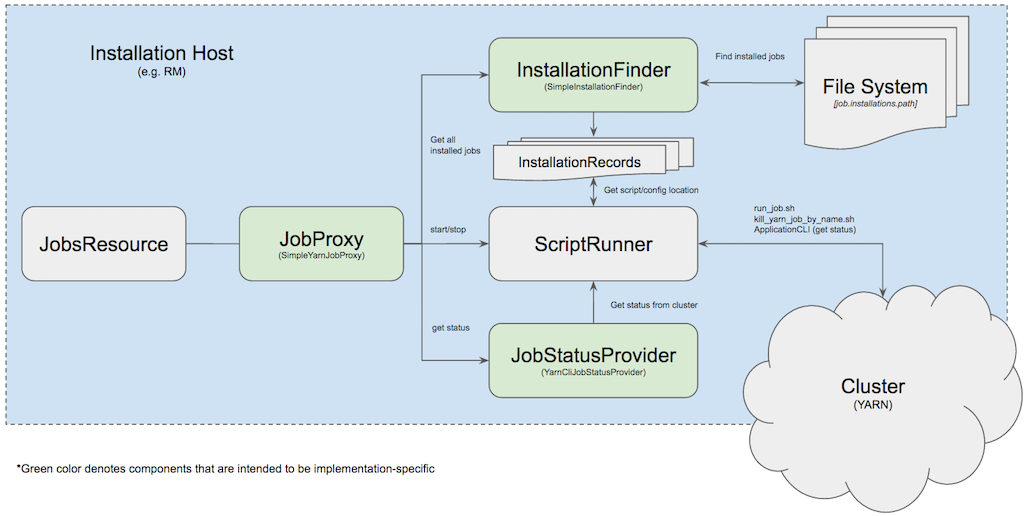 Installation Host
(e.g. RM)
InstallationFinder
(SimpleInstallationFinder)
Find installed jobs
File System
[job.installations.path]
Get all
installed jobs
InstallationRecords
Get script/config location
JobsResource
JobProxy
(SimpleYarnJobProxy)
start/stop
ScriptRunner
run_job.sh
kill_yarn_job_by_name.sh
ApplicationCLI (get status)
Get status from cluster
get status
JobStatusProvider
(YarnCliJobStatusProvider)
Cluster
(YARN)
*Green color denotes components that are intended to be implementation-specific